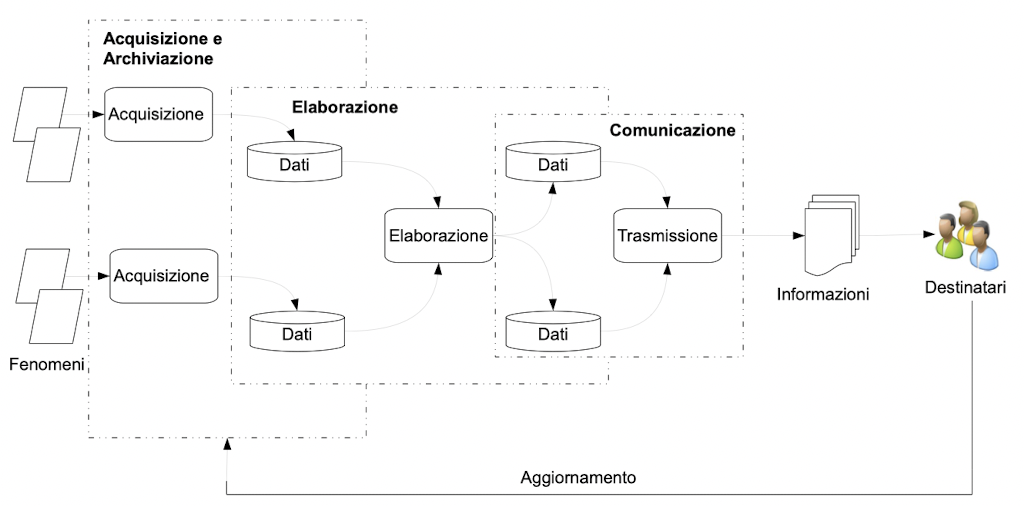 Acquisizione e
Archiviazione
Acquisizione
Elaborazione
Comunicazione
Dati
Dati
Elaborazione
Trasmissione
Informazioni
Destinatari
Acquisizione
Dati
Dati
Fenomeni
Aggiornamento